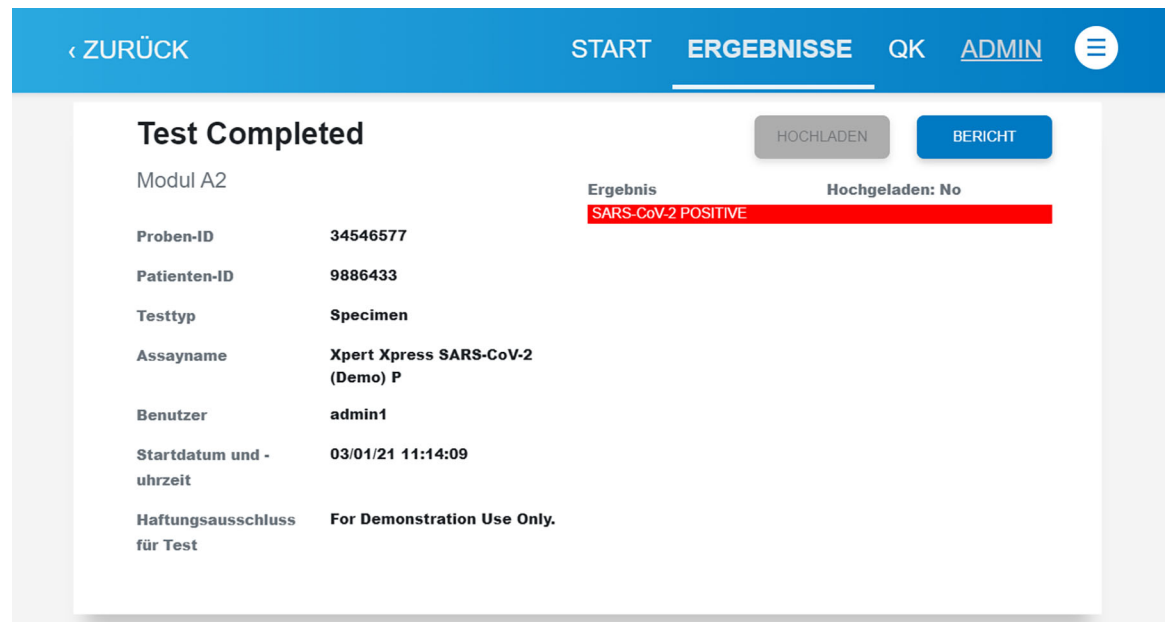 ‹ ZURÜCK
START ERGEBNISSE QK ADMIN
Test Completed
HOCHLADEN BERICHT
Modul A2
Ergebnis Hochgeladen: No
SARS-CoV-2 POSITIVE
Proben-ID 34546577
Patienten-ID 9886433
Testtyp Specimen
Assayname Xpert Xpress SARS-CoV-2
(Demo) P
Benutzer admin1
Startdatum und - 03/01/21 11:14:09
uhrzeit
Haftungsausschluss For Demonstration Use Only.
für Test